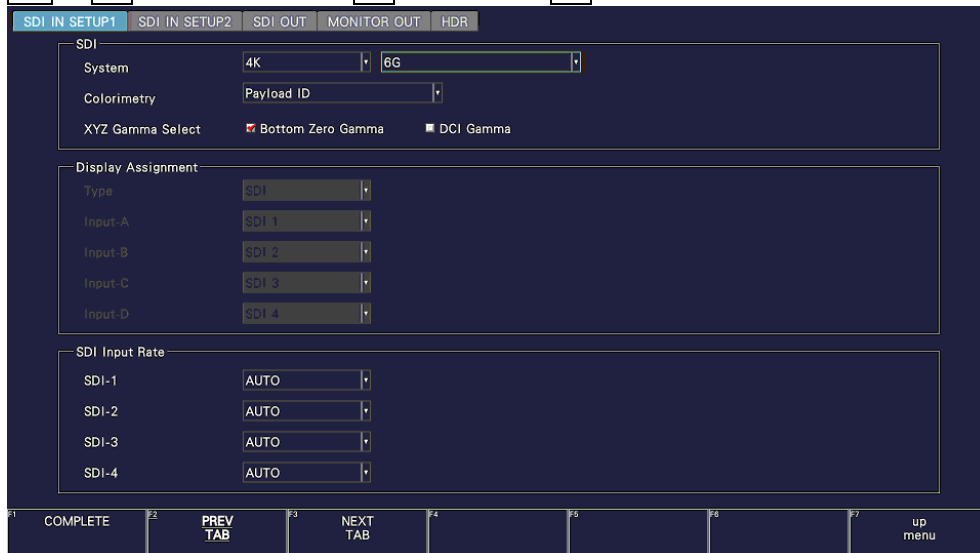 SDI IN SETUP1 SDI IN SETUP2 SDI OUT MONITOR OUT HDR
SDI
System 4K 6G
Colorimetry Payload ID
XYZ Gamma Select Bottom Zero Gamma DCI Gamma
Display Assignment
Type SDI
Input-A SDI 1
Input-B SDI 2
Input-C SDI 3
Input-D SDI 4
SDI Input Rate
SDI-1 AUTO
SDI-2 AUTO
SDI-3 AUTO
SDI-4 AUTO
F1 COMPLETE F2 PREV TAB F3 NEXT TAB F4 F5 F6 F7 up menu